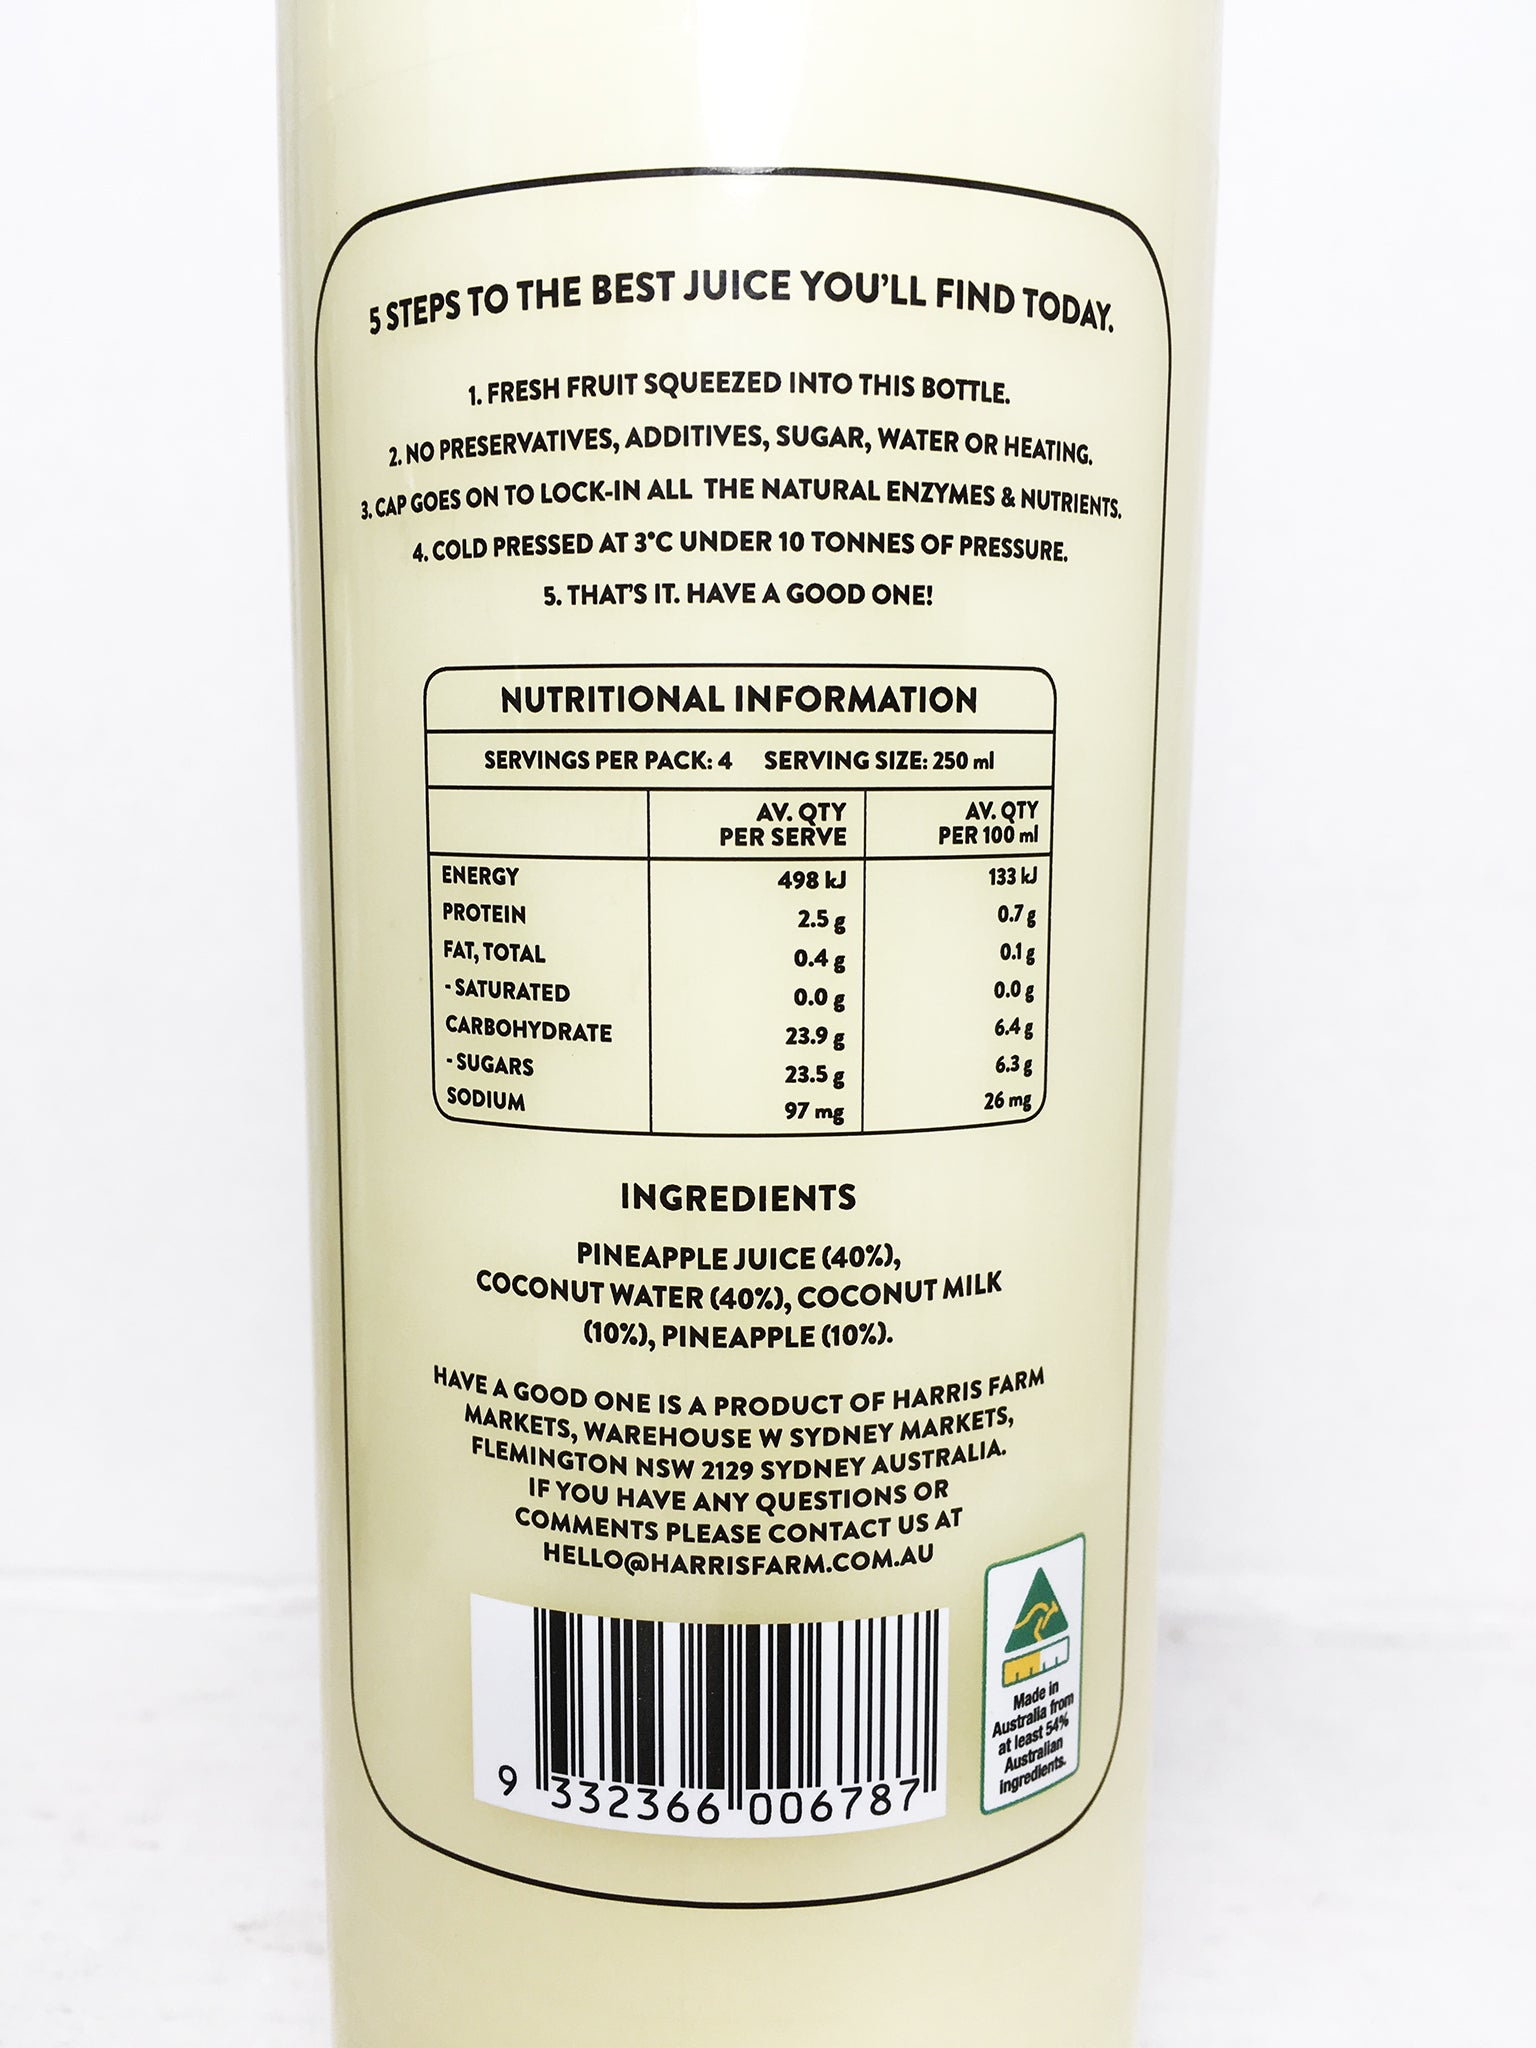 5 STEPS TO THE BEST JUICE YOU'LL FIND TODAY.
1. FRESH FRUIT SQUEEZED INTO THIS BOTTLE.
2. NO PRESERVATIVES, ADDITIVES, SUGAR, WATER OR HEATING.
3. CAP GOES ON TO LOCK-IN ALL THE NATURAL ENZYMES & NUTRIENTS.
4. COLD PRESSED AT 3°C UNDER 10 TONNES OF PRESSURE.
5. THAT'S IT. HAVE A GOOD ONE!
NUTRITIONAL INFORMATION
SERVINGS PER PACK: 4 SERVING SIZE: 250 ml
AV. QTY PER SERVE AV. QTY PER 100 ml
ENERGY 498 kJ 133 kJ
PROTEIN 2.5 g 0.7 g
FAT, TOTAL 0.4 g 0.1 g
- SATURATED 0.0 g 0.0 g
CARBOHYDRATE 23.9 g 6.4 g
- SUGARS 23.5 g 6.3 g
SODIUM 97 mg 26 mg
INGREDIENTS
PINEAPPLE JUICE (40%),
COCONUT WATER (40%), COCONUT MILK
(10%), PINEAPPLE (10%).
HAVE A GOOD ONE IS A PRODUCT OF HARRIS FARM
MARKETS, WAREHOUSE W SYDNEY MARKETS,
FLEMINGTON NSW 2129 SYDNEY AUSTRALIA.
IF YOU HAVE ANY QUESTIONS OR
COMMENTS PLEASE CONTACT US AT
HELLO@HARRISFARM.COM.AU
9 332366 006787
Made in
Australia from
at least 54%
Australian
ingredients.